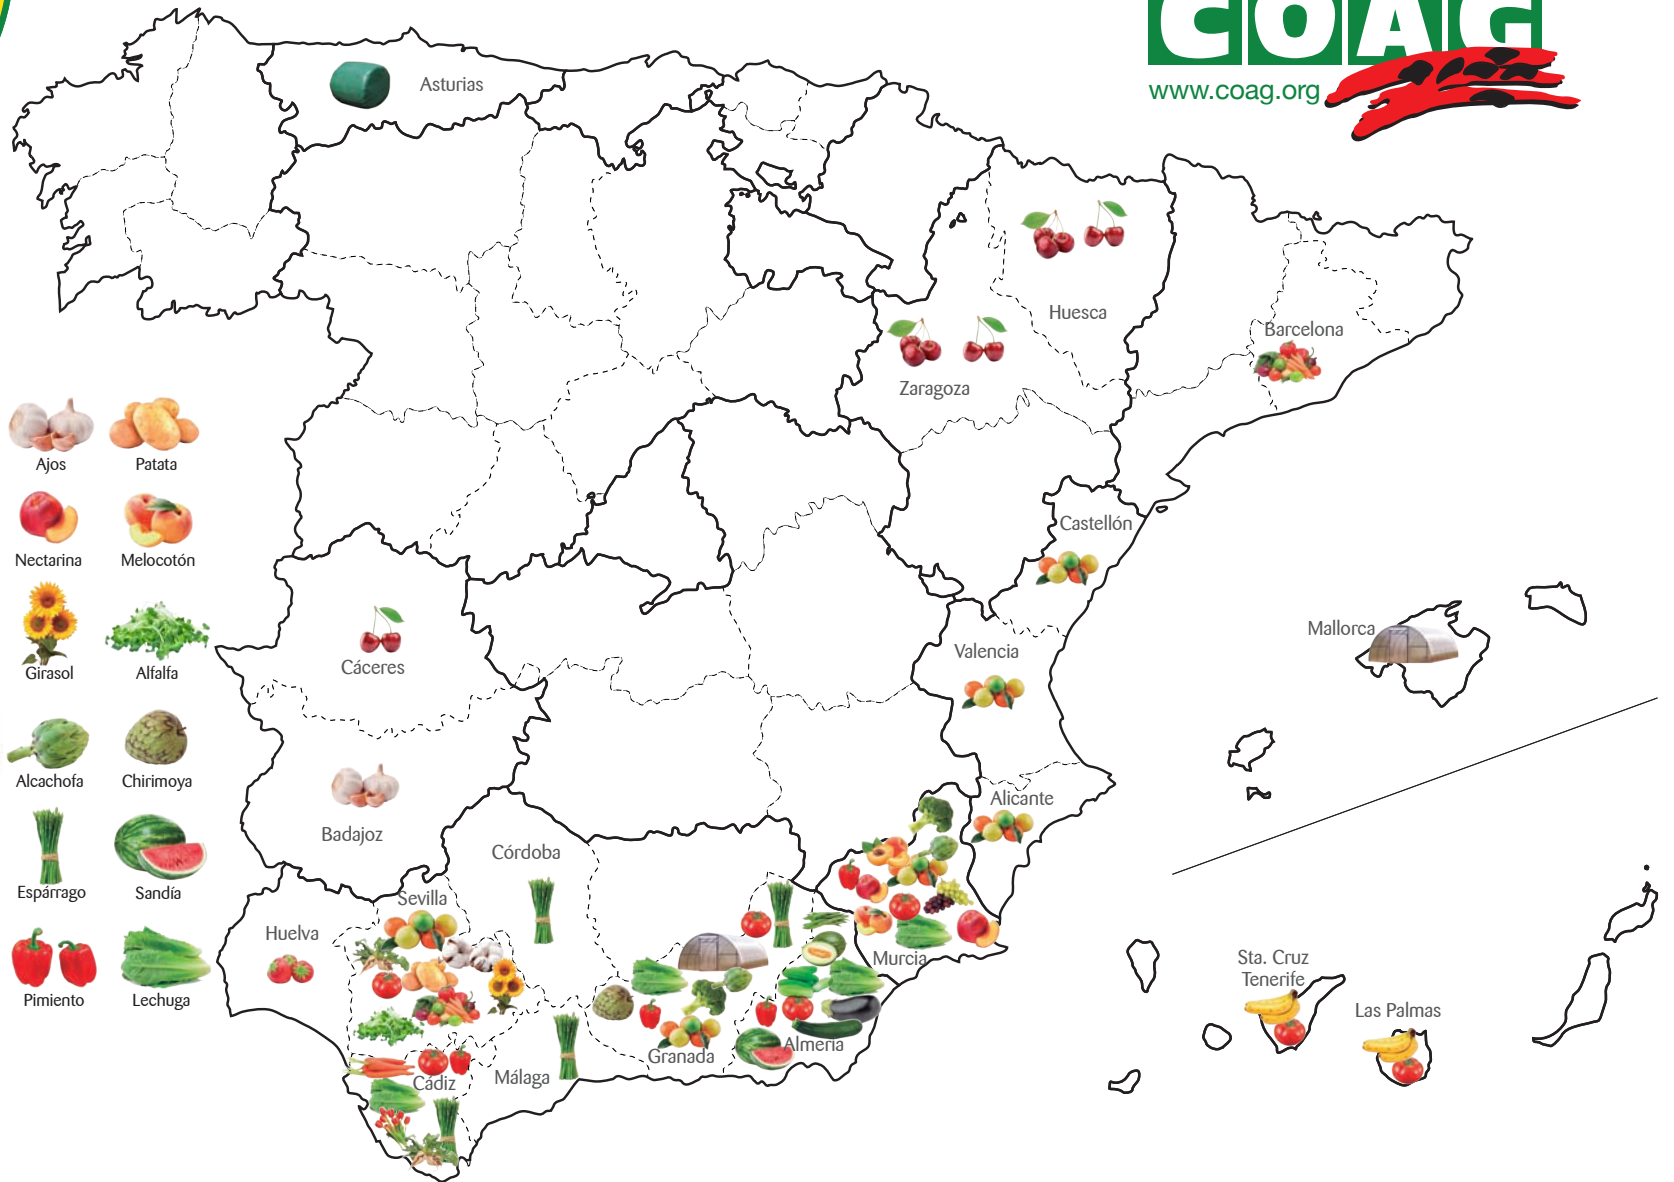 COAG
www.coag.org
Asturias
Huesca
Barcelona
Zaragoza
Ajos
Patata
Castellón
Nectarina
Melocotón
Mallorca
Valencia
Cáceres
Girasol
Alfalfa
Alcachofa
Chirimoya
Alicante
Badajoz
Córdoba
Espárrago
Sandía
Sevilla
Huelva
Murcia
Sta. Cruz
Tenerife
Pimiento
Lechuga
Las Palmas
Almería
Granada
Málaga
Cádiz